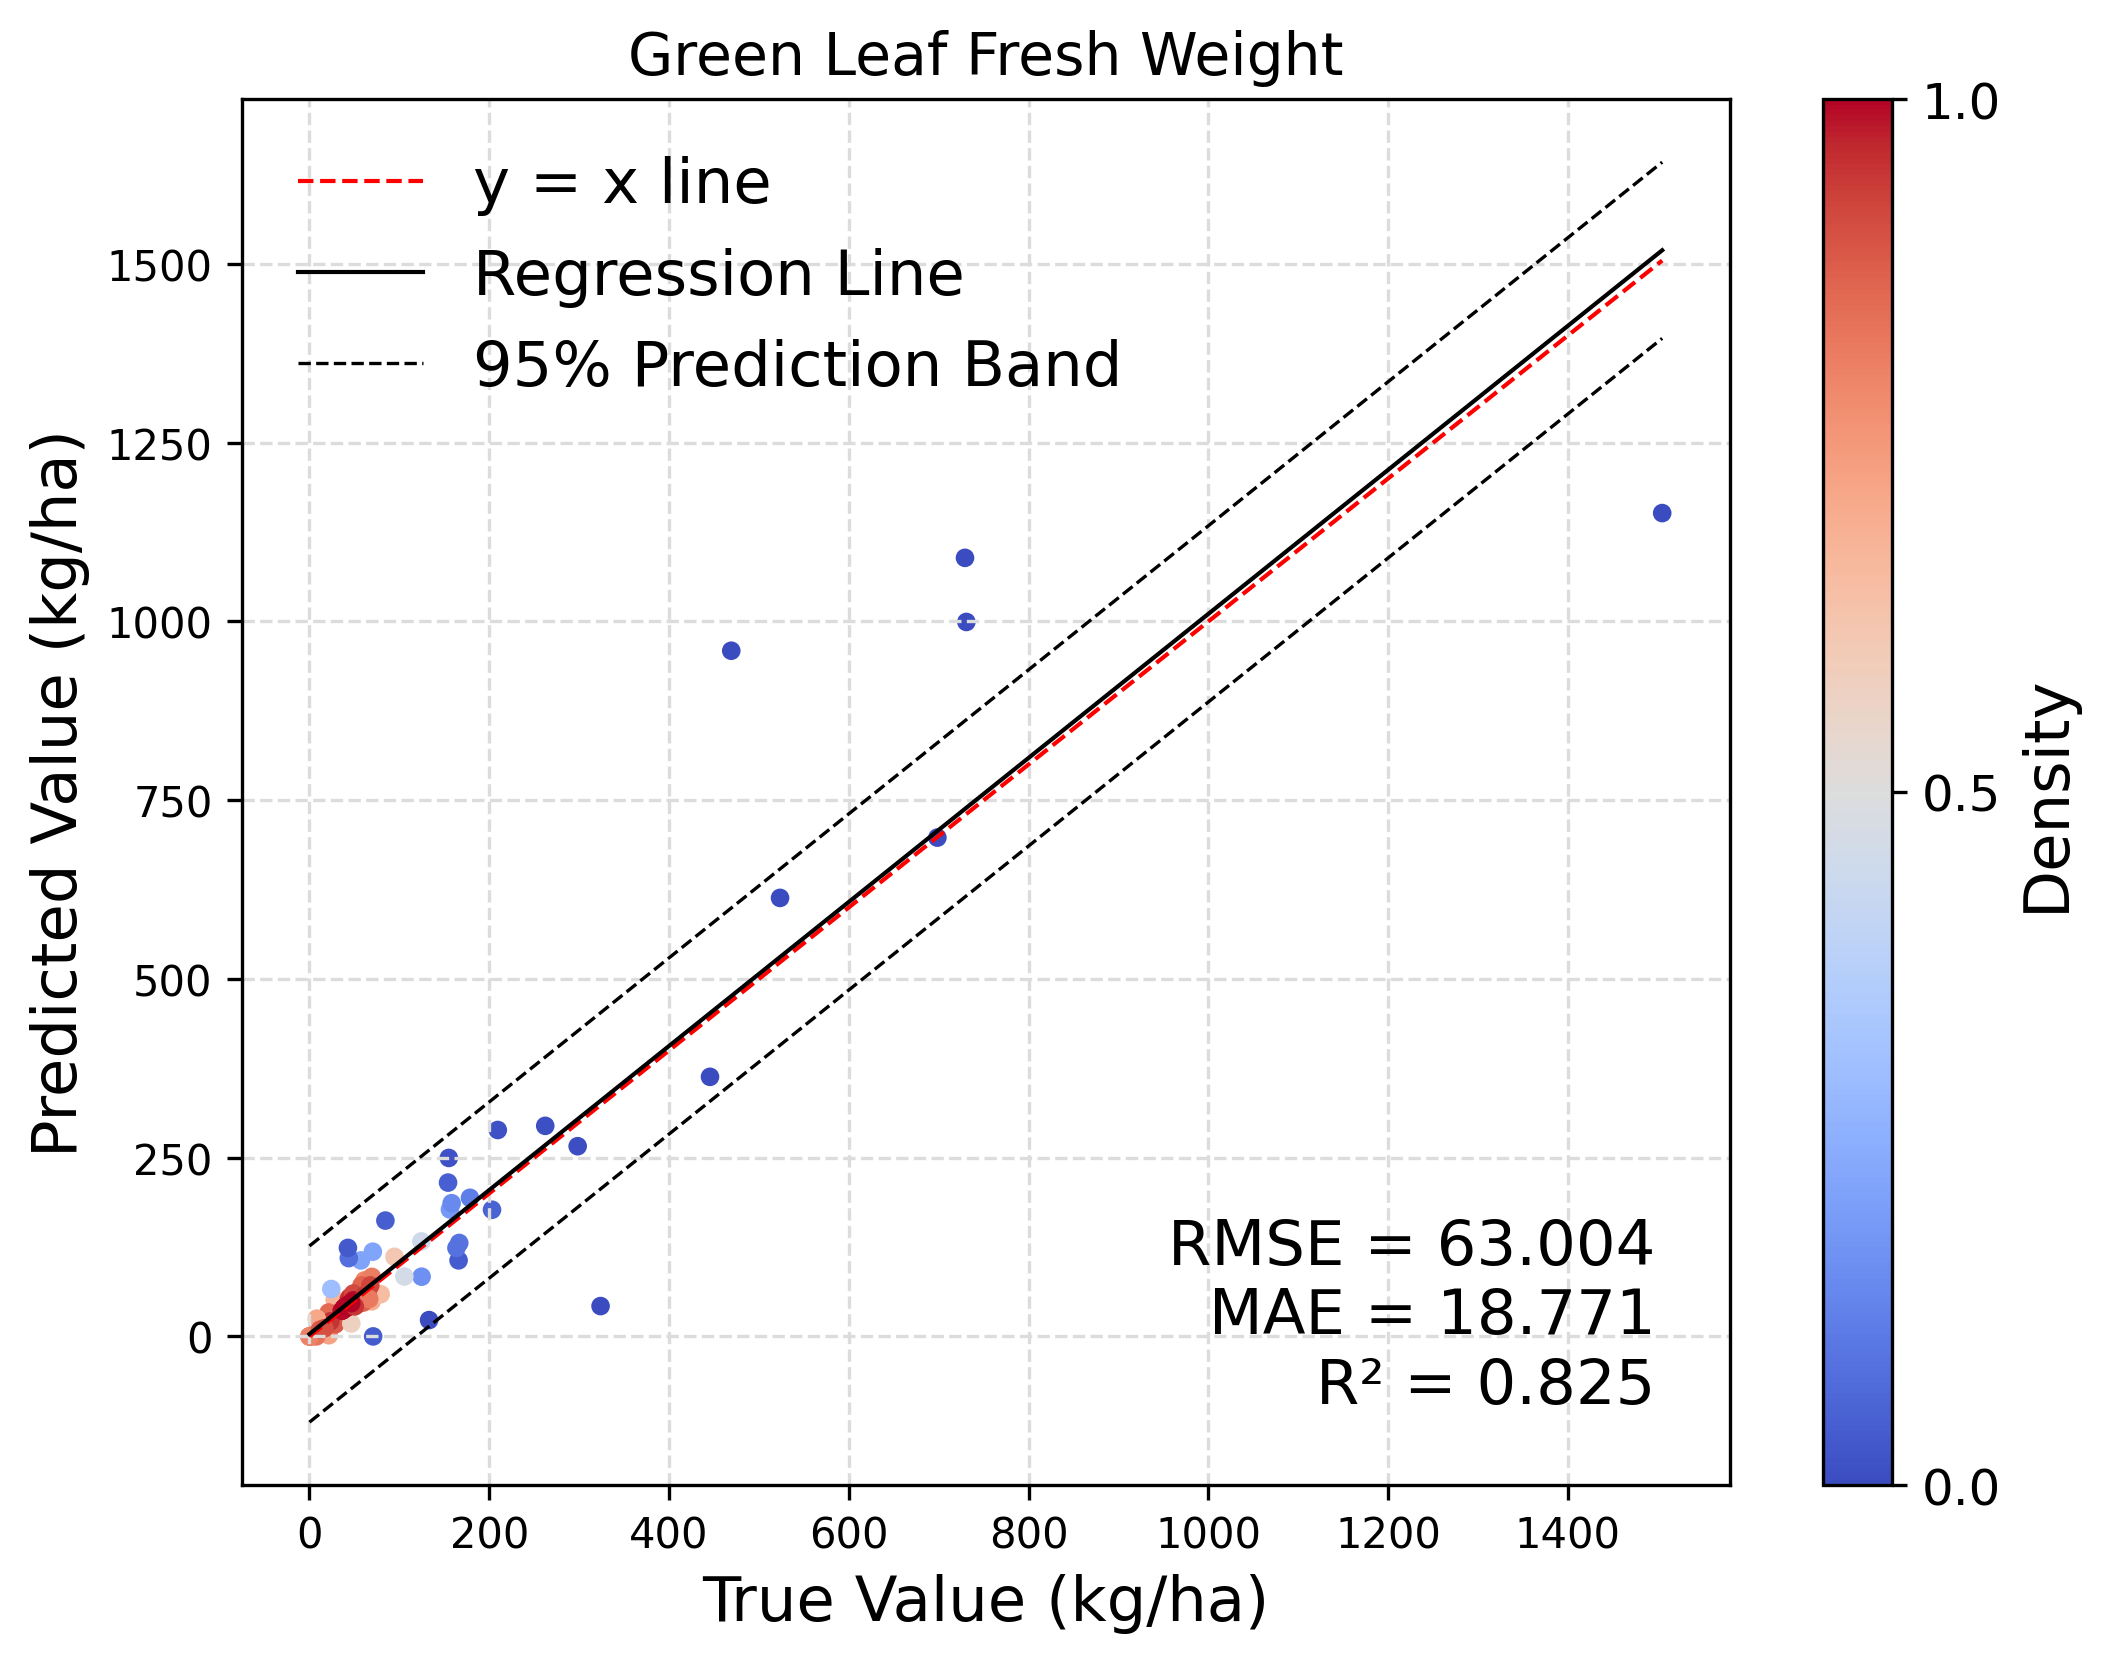 Green Leaf Fresh Weight
y = x line
Regression Line
95% Prediction Band
1500
1250
1000
750
500
250
0
Predicted Value (kg/ha)
RMSE = 63.004
MAE = 18.771
R² = 0.825
0 200 400 600 800 1000 1200 1400
True Value (kg/ha)
1.0
0.5
0.0
Density